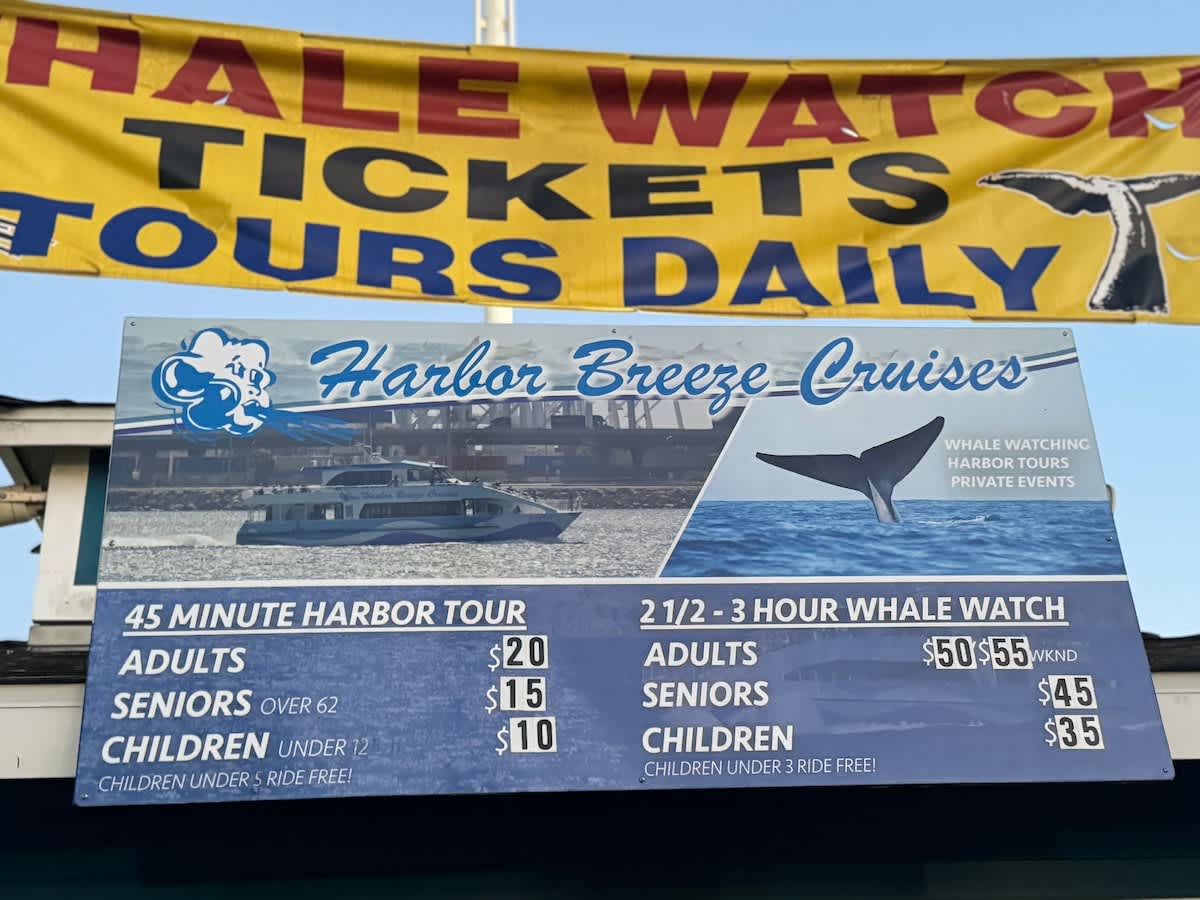 HALE WATCH
TICKETS
TOURS DAILY
Harbor Breeze Cruises
WHALE WATCHING
HARBOR TOURS
PRIVATE EVENTS
45 MINUTE HARBOR TOUR
ADULTS $20
SENIORS OVER 62 $15
CHILDREN UNDER 12 $10
CHILDREN UNDER 5 RIDE FREE!
2 1/2 - 3 HOUR WHALE WATCH
ADULTS $50/$55 WKND
SENIORS $45
CHILDREN $35
CHILDREN UNDER 3 RIDE FREE!